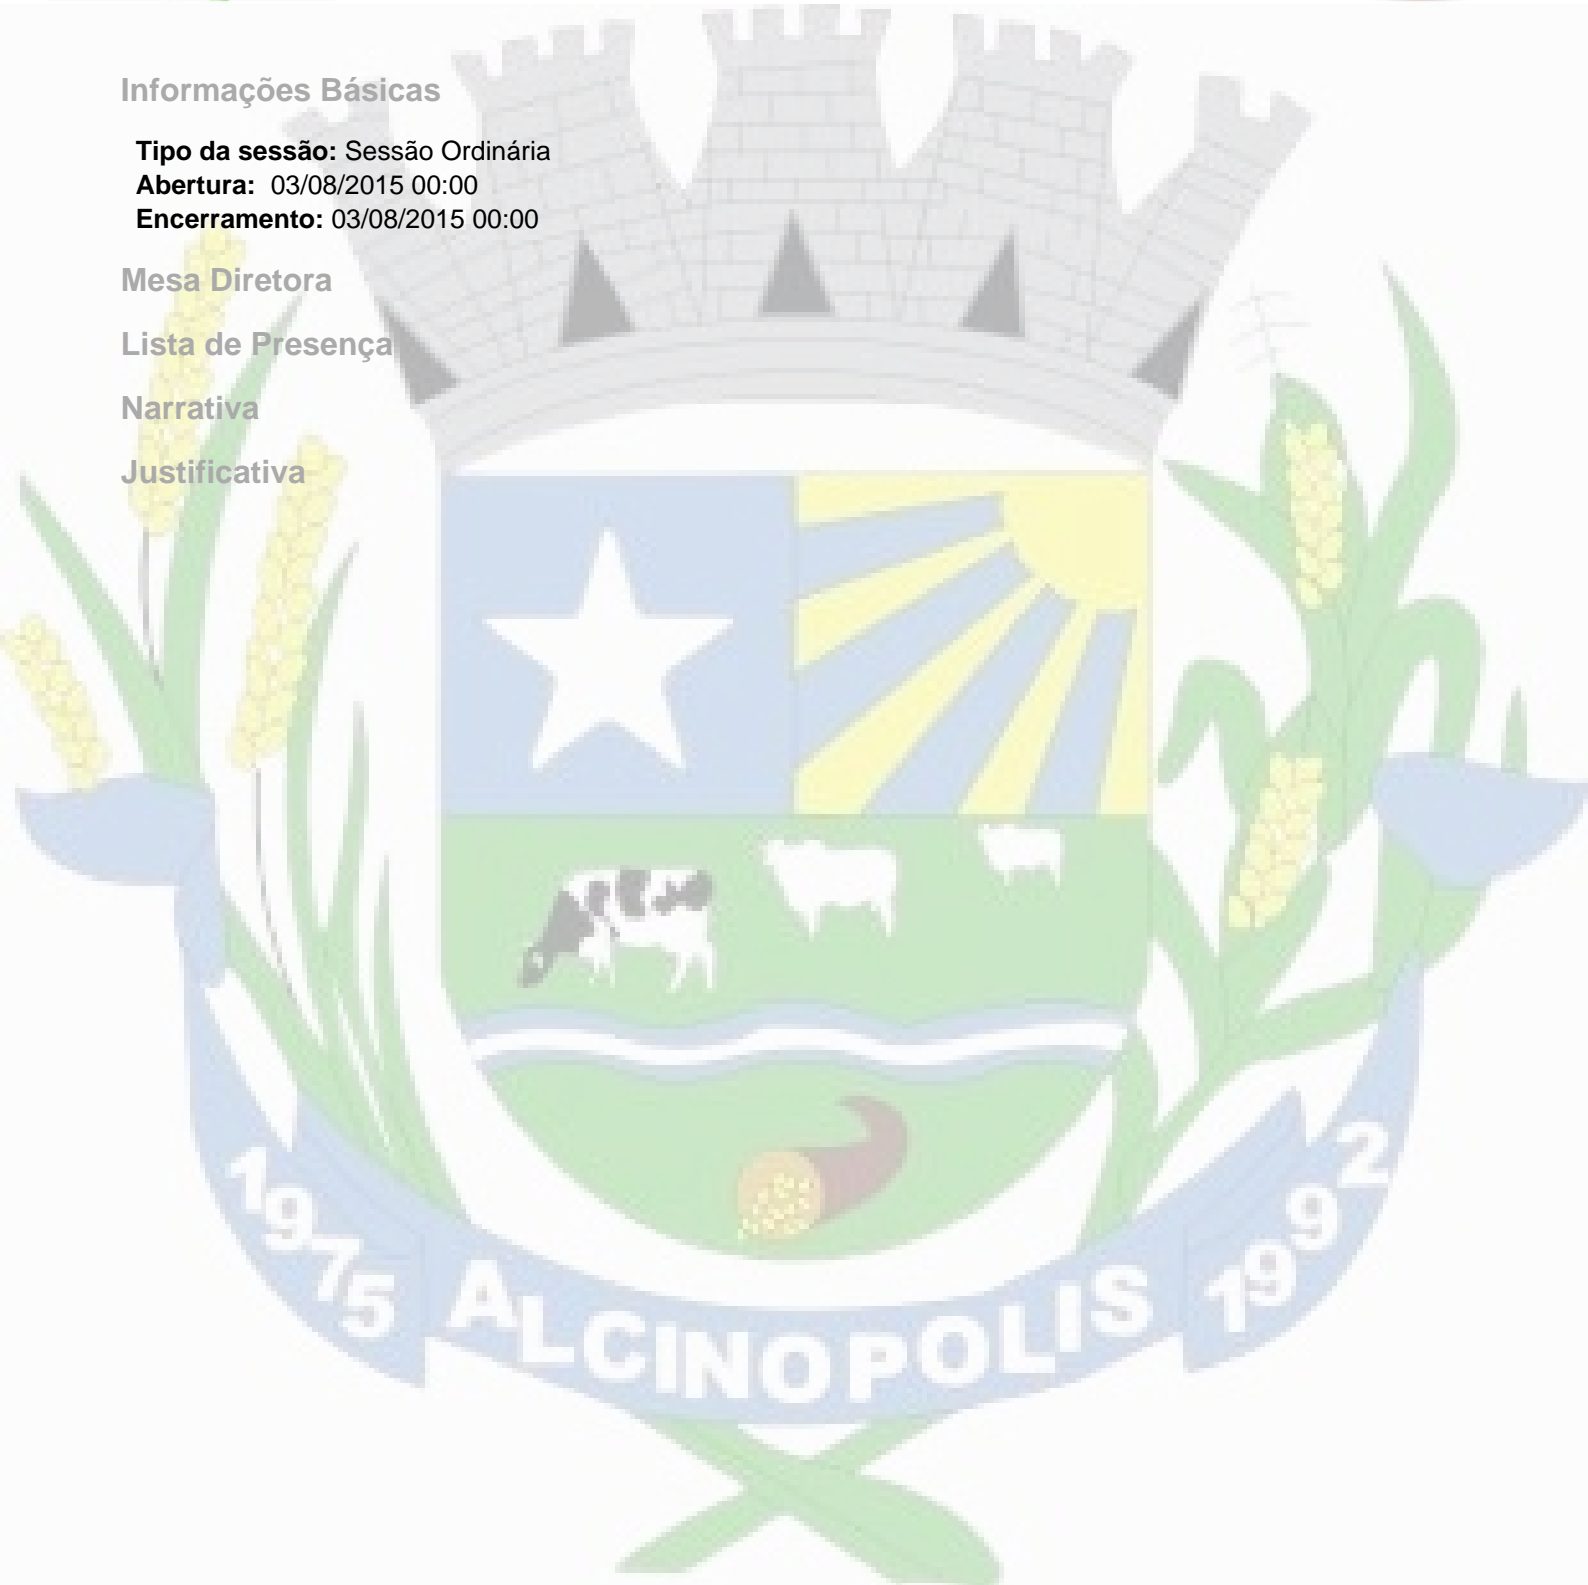 Informações Básicas
Tipo da sessão: Sessão Ordinária
Abertura: 03/08/2015 00:00
Encerramento: 03/08/2015 00:00
Mesa Diretora
Lista de Presença
Narrativa
Justificativa
1975 ALCINOPOLIS 1992